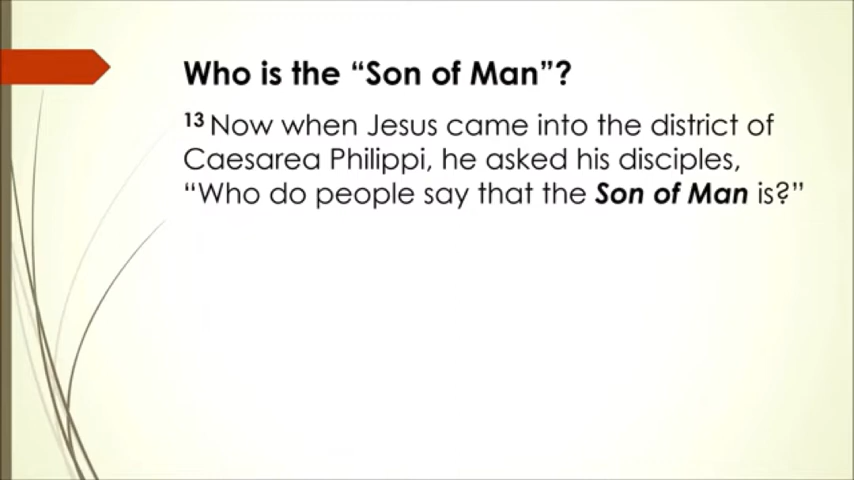 Who is the “Son of Man”?
13 Now when Jesus came into the district of
Caesarea Philippi, he asked his disciples,
“Who do people say that the Son of Man is?”